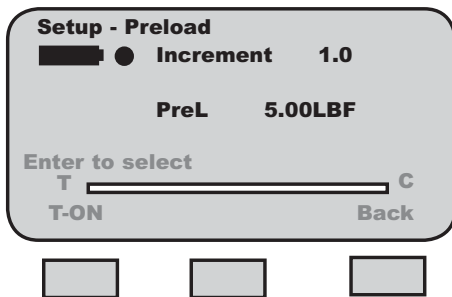 Setup - Preload
Increment 1.0
PreL 5.00LBF
Enter to select
T C
T-ON Back